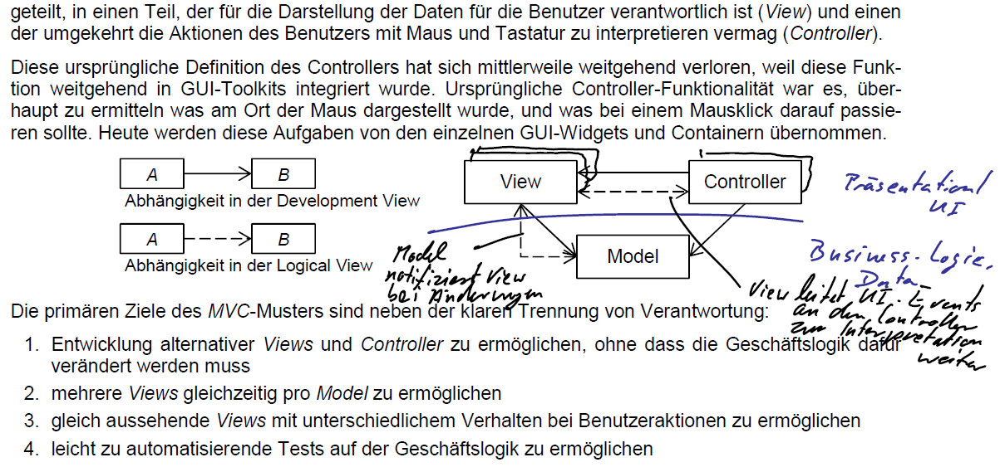 geteilt, in einen Teil, der für die Darstellung der Daten für die Benutzer verantwortlich ist (View) und einen
der umgekehrt die Aktionen des Benutzers mit Maus und Tastatur zu interpretieren vermag (Controller).
Diese ursprüngliche Definition des Controllers hat sich mittlerweile weitgehend verloren, weil diese Funk-
tion weitgehend in GUI-Toolkits integriert wurde. Ursprüngliche Controller-Funktionalität war es, über-
haupt zu ermitteln was am Ort der Maus dargestellt wurde, und was bei einem Mausklick darauf passie-
ren sollte. Heute werden diese Aufgaben von den einzelnen GUI-Widgets und Containern übernommen.
A B
Abhängigkeit in der Development View
A B
Abhängigkeit in der Logical View
View Controller
Model
Präsentation/
UI
Business-Logic,
Data
Model
notifiziert View
bei Änderungen
View leitet UI-Events
an den Controller
zur Interpretation
weiter
Die primären Ziele des MVC-Musters sind neben der klaren Trennung von Verantwortung:
1. Entwicklung alternativer Views und Controller zu ermöglichen, ohne dass die Geschäftslogik dafür
verändert werden muss
2. mehrere Views gleichzeitig pro Model zu ermöglichen
3. gleich aussehende Views mit unterschiedlichem Verhalten bei Benutzeraktionen zu ermöglichen
4. leicht zu automatisierende Tests auf der Geschäftslogik zu ermöglichen